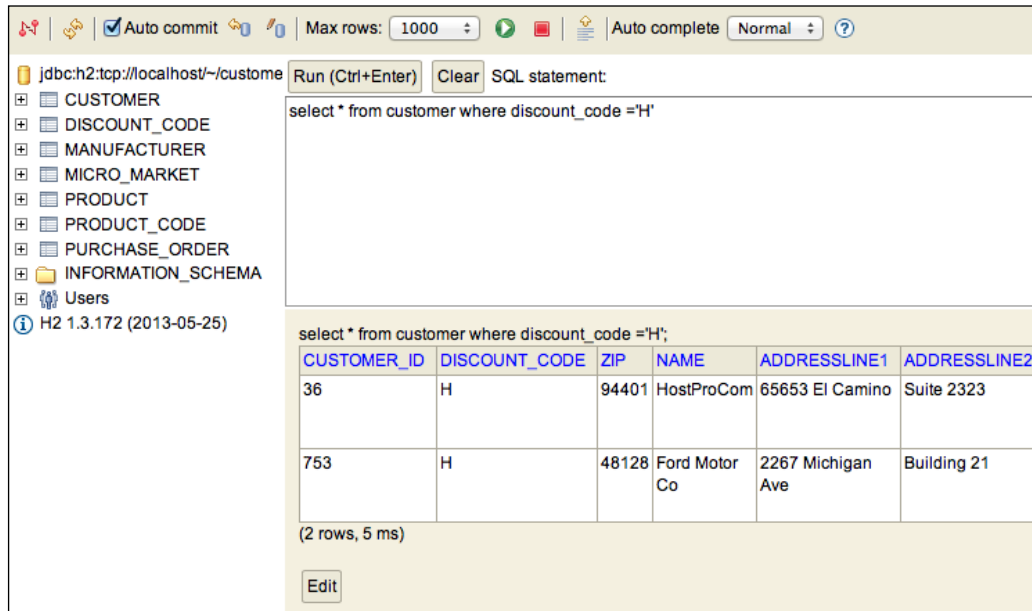 Auto commit Max rows: 1000 Auto complete Normal ?
jdbc:h2:tcp://localhost/~/custome
CUSTOMER
DISCOUNT_CODE
MANUFACTURER
MICRO_MARKET
PRODUCT
PRODUCT_CODE
PURCHASE_ORDER
INFORMATION_SCHEMA
Users
H2 1.3.172 (2013-05-25)
Run (Ctrl+Enter) Clear SQL statement:
select * from customer where discount_code ='H'
select * from customer where discount_code ='H';
CUSTOMER_ID DISCOUNT_CODE ZIP NAME ADDRESSLINE1 ADDRESSLINE2
36 H 94401 HostProCom 65653 El Camino Suite 2323
753 H 48128 Ford Motor Co 2267 Michigan Ave Building 21
(2 rows, 5 ms)
Edit